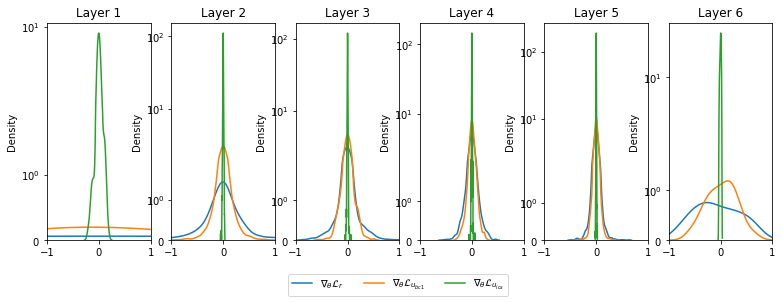 Layer 1 Layer 2 Layer 3 Layer 4 Layer 5 Layer 6
10¹ 10² 10² 10² 10² 10¹
10¹ 10¹ 10¹ 10¹
10⁰ 10⁰ 10⁰ 10⁰ 10⁰ 10⁰
0 0 0 0 0 0
Density Density Density Density Density Density
−1 0 1 −1 0 1 −1 0 1 −1 0 1 −1 0 1 −1 0 1
∇θℒr ∇θℒu_bc1 ∇θℒu_ics